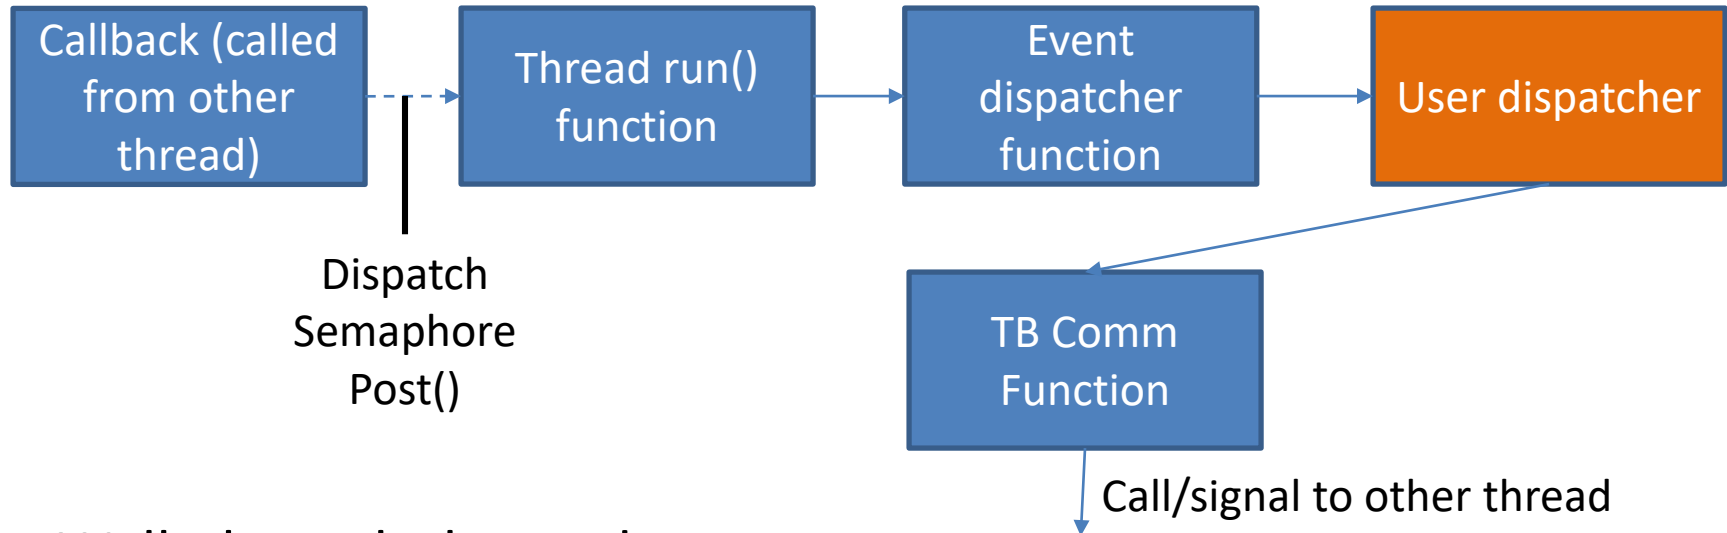 Callback (called
from other
thread)
Thread run()
function
Event
dispatcher
function
User dispatcher
Dispatch
Semaphore
Post()
TB Comm
Function
Call/signal to other thread